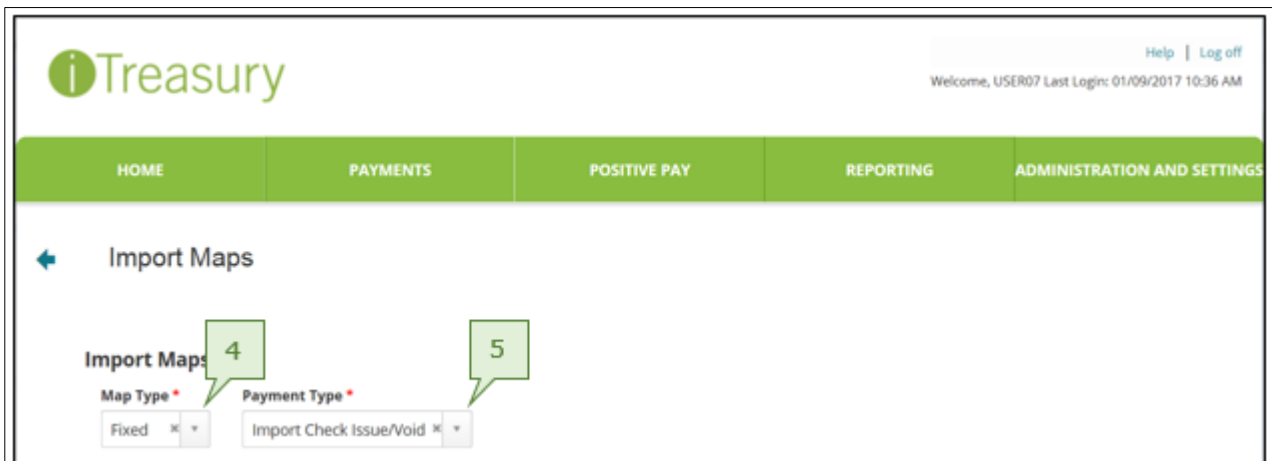 iTreasury
Help | Log off
Welcome, USER07 Last Login: 01/09/2017 10:36 AM
HOME PAYMENTS POSITIVE PAY REPORTING ADMINISTRATION AND SETTINGS
Import Maps
Import Maps
4
5
Map Type * Payment Type *
Fixed × Import Check Issue/Void ×